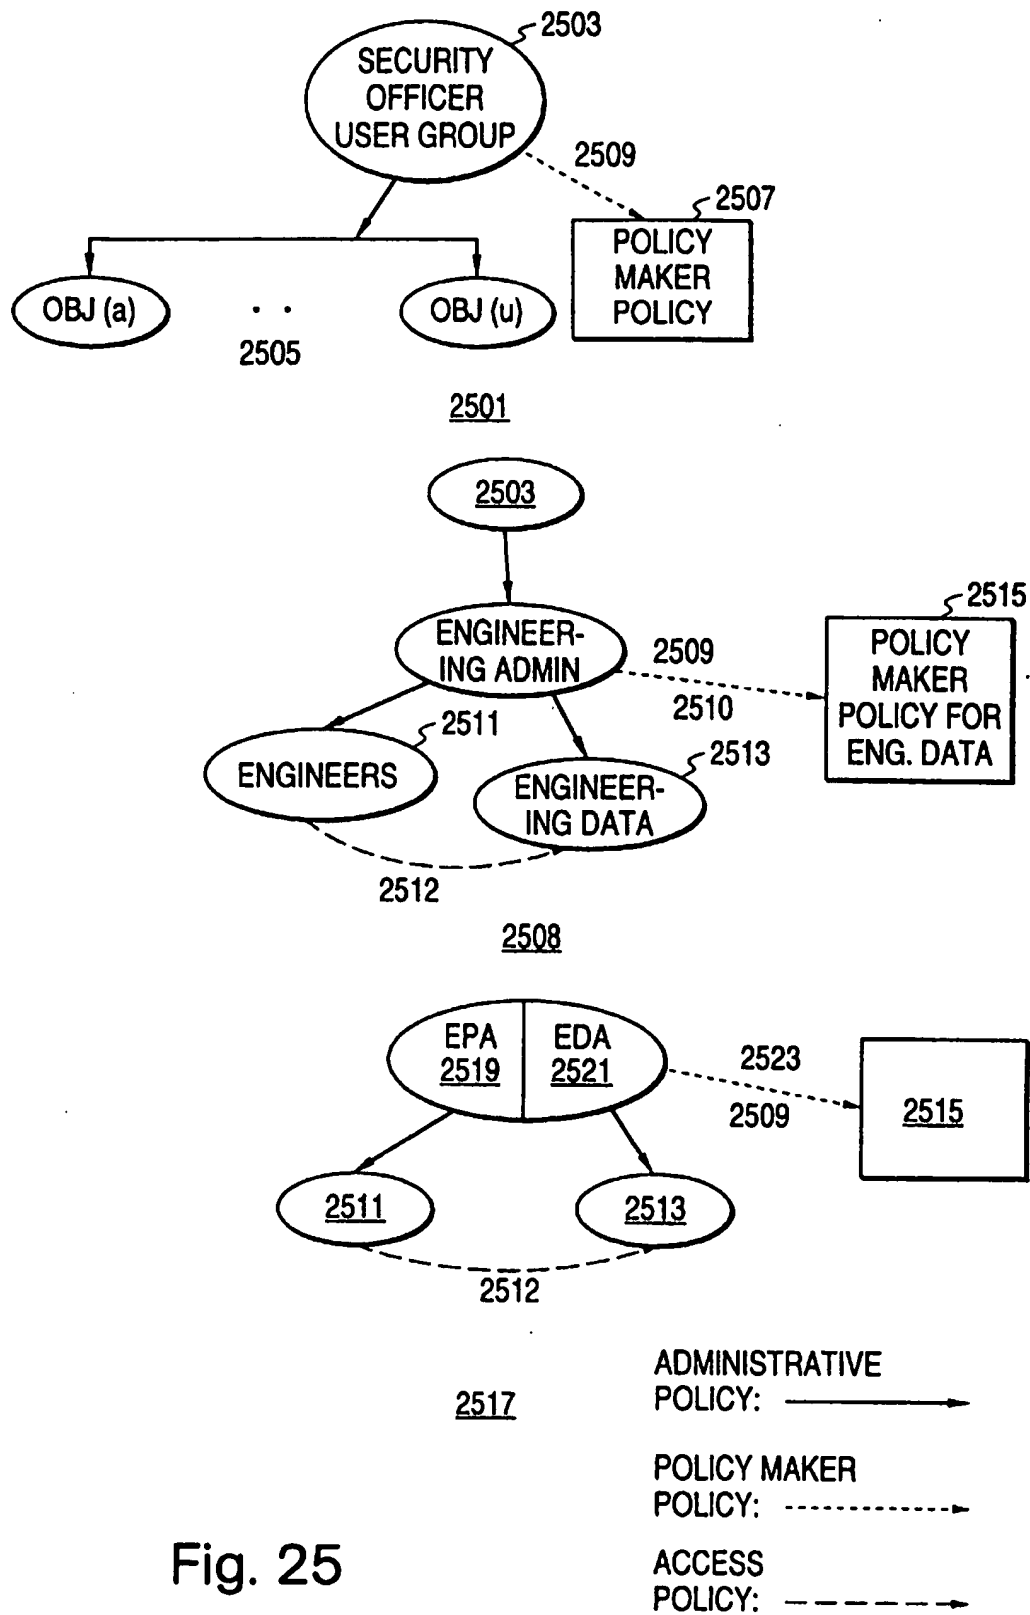 2503
SECURITY
OFFICER
USER GROUP
2509
2507
POLICY
MAKER
POLICY
OBJ (a)
. .
OBJ (u)
2505
2501
2503
2515
ENGINEER-
ING ADMIN
2509
2510
POLICY
MAKER
POLICY FOR
ENG. DATA
2511
ENGINEERS
2513
ENGINEER-
ING DATA
2512
2508
EPA
2519
EDA
2521
2523
2509
2515
2511
2513
2512
2517
ADMINISTRATIVE
POLICY:
POLICY MAKER
POLICY:
ACCESS
POLICY:
Fig. 25